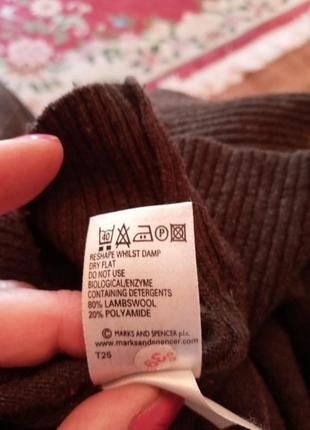 40 P
RESHAPE WHILST DAMP
DRY FLAT
DO NOT USE
BIOLOGICAL/ENZYME
CONTAINING DETERGENTS
80% LAMBSWOOL
20% POLYAMIDE
© MARKS AND SPENCER p.l.c.
www.marksandspencer.com
T25